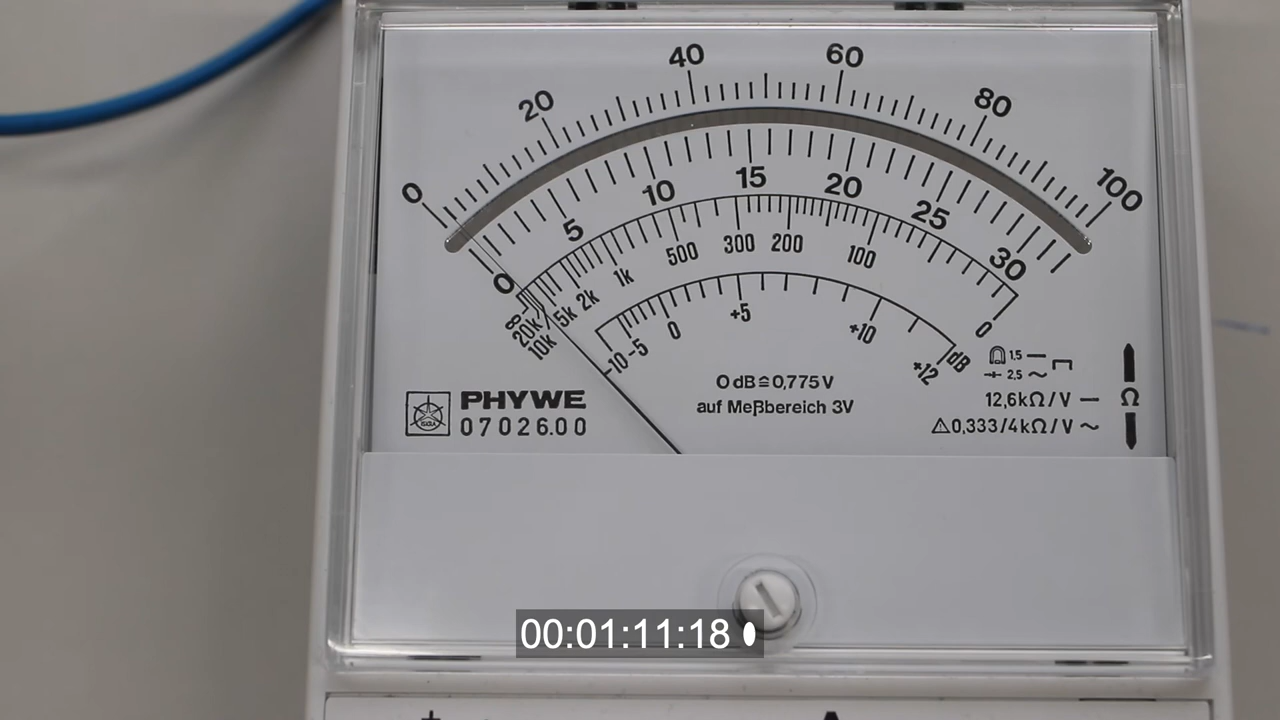 0 20 40 60 80 100
0 5 10 15 20 25 30
∞ 20k 10k 5k 2k 1k 500 300 200 100 0
-10 -5 0 +5 +10 +12 dB
0 dB≙0,775V
auf Meßbereich 3V
PHYWE
07026.00
1,5 —
2,5 ~
12,6kΩ/V —
Ω
⚠0,333/4kΩ/V ~
00:01:11:18
+ A